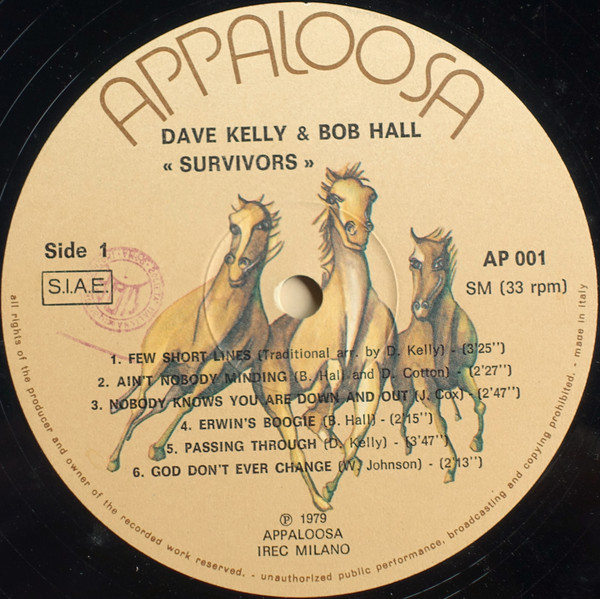 APPALOOSA
DAVE KELLY & BOB HALL
« SURVIVORS »
Side 1
S.I.A.E.
AP 001
SM (33 rpm)
1. FEW SHORT LINES (Traditional arr. by D. Kelly) - (3'25'')
2. AIN'T NOBODY MINDING (B. Hall and D. Cotton) - (2'27'')
3. NOBODY KNOWS YOU ARE DOWN AND OUT (J. Cox) - (2'47'')
4. ERWIN'S BOOGIE (B. Hall) - (2'15'')
5. PASSING THROUGH (D. Kelly) - (3'47'')
6. GOD DON'T EVER CHANGE (W. Johnson) - (2'13'')
℗ 1979
APPALOOSA
IREC MILANO
all rights of the producer and owner of the recorded work reserved. - unauthorized public performance, broadcasting and copying prohibited. - made in italy